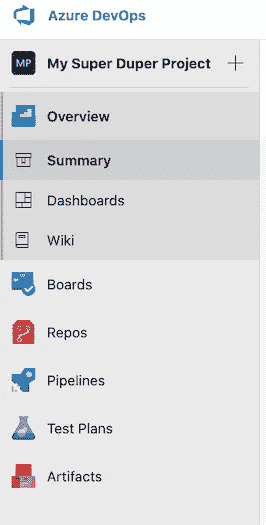 Azure DevOps
MP My Super Duper Project +
Overview
Summary
Dashboards
Wiki
Boards
Repos
Pipelines
Test Plans
Artifacts